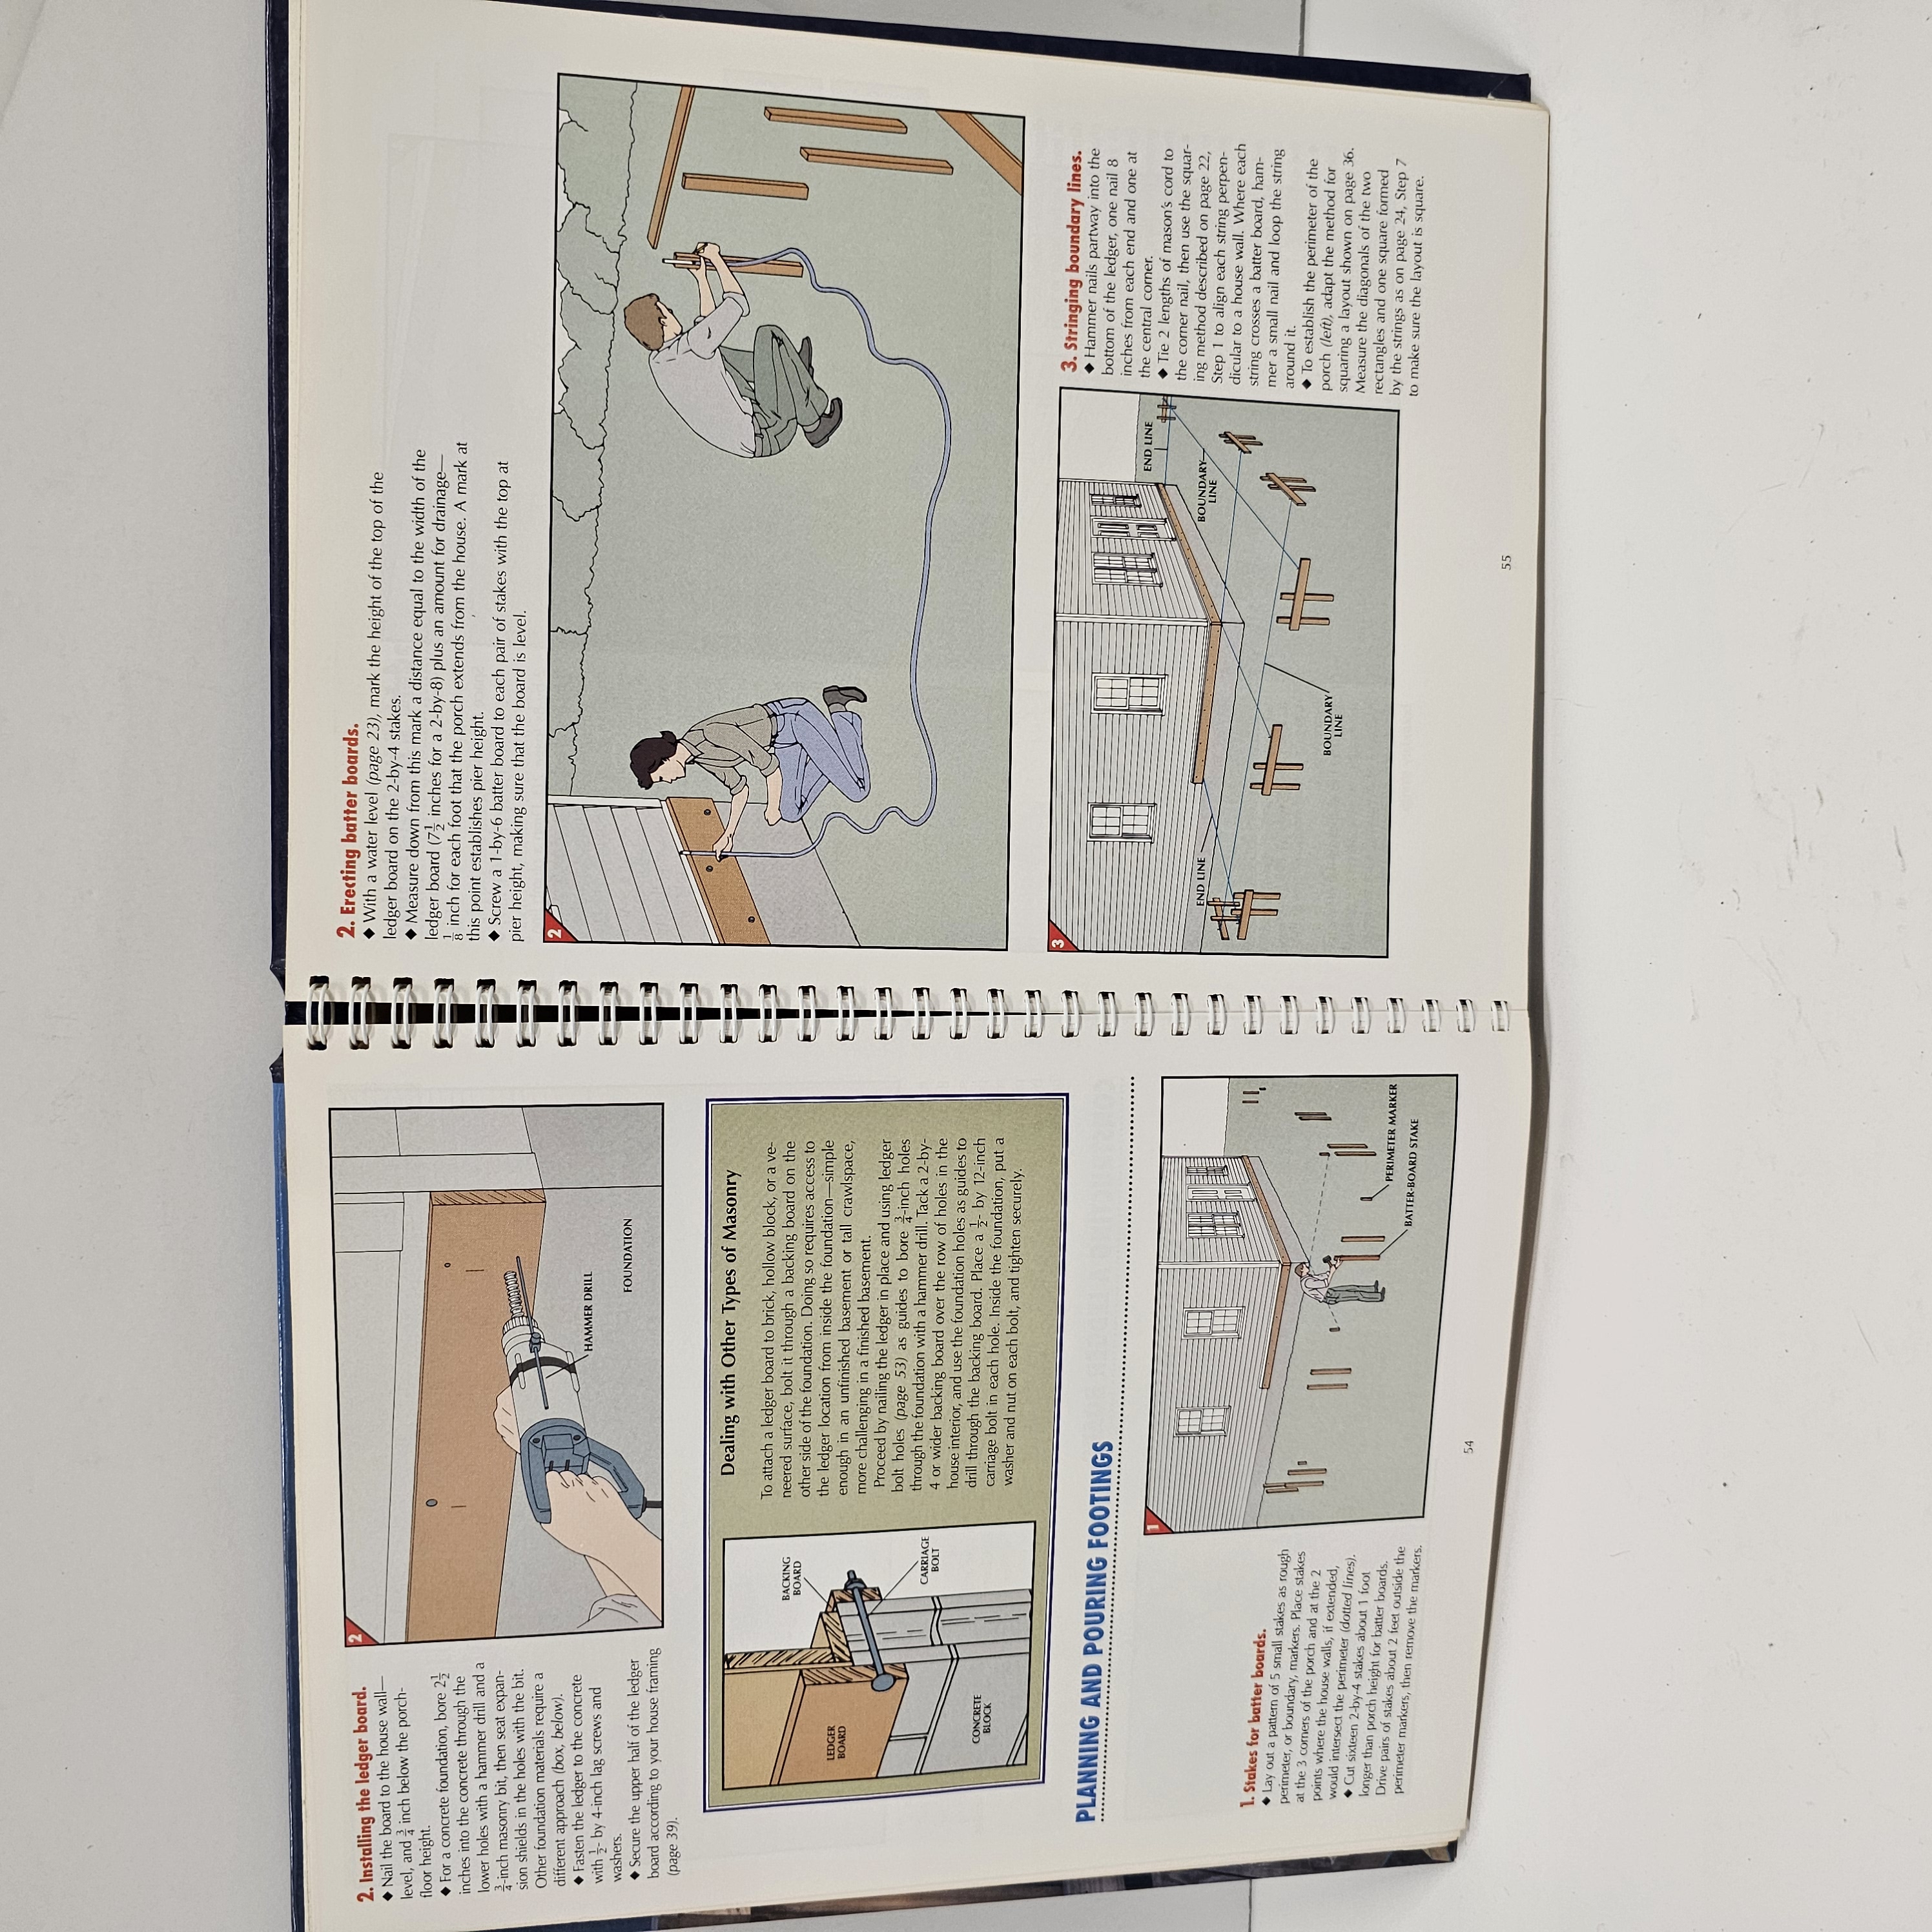 2. Installing the ledger board.
◆ Nail the board to the house wall—
level, and 3/4 inch below the porch-
floor height.
◆ For a concrete foundation, bore 2 1/2
inches into the concrete through the
lower holes with a hammer drill and a
3/4-inch masonry bit, then seat expan-
sion shields in the holes with the bit.
Other foundation materials require a
different approach (box, below).
◆ Fasten the ledger to the concrete
with 1/2- by 4-inch lag screws and
washers.
◆ Secure the upper half of the ledger
board according to your house framing
(page 39).
2
HAMMER DRILL
FOUNDATION
BACKING
BOARD
LEDGER
BOARD
CARRIAGE
BOLT
CONCRETE
BLOCK
Dealing with Other Types of Masonry
To attach a ledger board to brick, hollow block, or a ve-
neered surface, bolt it through a backing board on the
other side of the foundation. Doing so requires access to
the ledger location from inside the foundation—simple
enough in an unfinished basement or tall crawlspace,
more challenging in a finished basement.
Proceed by nailing the ledger in place and using ledger
bolt holes (page 53) as guides to bore 3/4-inch holes
through the foundation with a hammer drill. Tack a 2-by-
4 or wider backing board over the row of holes in the
house interior, and use the foundation holes as guides to
drill through the backing board. Place a 1/2- by 12-inch
carriage bolt in each hole. Inside the foundation, put a
washer and nut on each bolt, and tighten securely.
PLANNING AND POURING FOOTINGS
1. Stakes for batter boards.
◆ Lay out a pattern of 5 small stakes as rough
perimeter, or boundary, markers. Place stakes
at the 3 corners of the porch and at the 2
points where the house walls, if extended,
would intersect the perimeter (dotted lines).
◆ Cut sixteen 2-by-4 stakes about 1 foot
longer than porch height for batter boards.
Drive pairs of stakes about 2 feet outside the
perimeter markers, then remove the markers.
1
PERIMETER MARKER
BATTER-BOARD STAKE
54
2. Erecting batter boards.
◆ With a water level (page 23), mark the height of the top of the
ledger board on the 2-by-4 stakes.
◆ Measure down from this mark a distance equal to the width of the
ledger board (7 1/2 inches for a 2-by-8) plus an amount for drainage—
1/8 inch for each foot that the porch extends from the house. A mark at
this point establishes pier height.
◆ Screw a 1-by-6 batter board to each pair of stakes with the top at
pier height, making sure that the board is level.
2
3
END LINE
END LINE
BOUNDARY
LINE
BOUNDARY
LINE
3. Stringing boundary lines.
◆ Hammer nails partway into the
bottom of the ledger, one nail 8
inches from each end and one at
the central corner.
◆ Tie 2 lengths of mason's cord to
the corner nail, then use the squar-
ing method described on page 22,
Step 1 to align each string perpen-
dicular to a house wall. Where each
string crosses a batter board, ham-
mer a small nail and loop the string
around it.
◆ To establish the perimeter of the
porch (left), adapt the method for
squaring a layout shown on page 36.
Measure the diagonals of the two
rectangles and one square formed
by the strings as on page 24, Step 7
to make sure the layout is square.
55